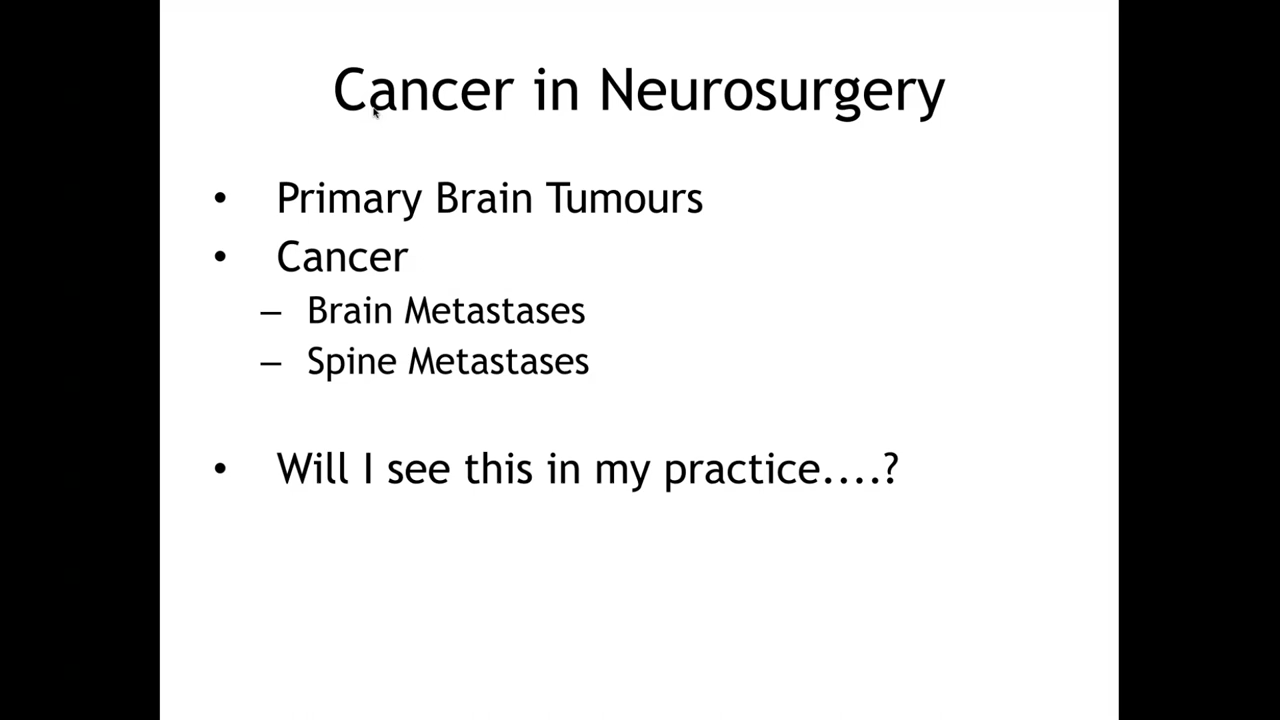 Cancer in Neurosurgery
• Primary Brain Tumours
• Cancer
– Brain Metastases
– Spine Metastases
• Will I see this in my practice....?